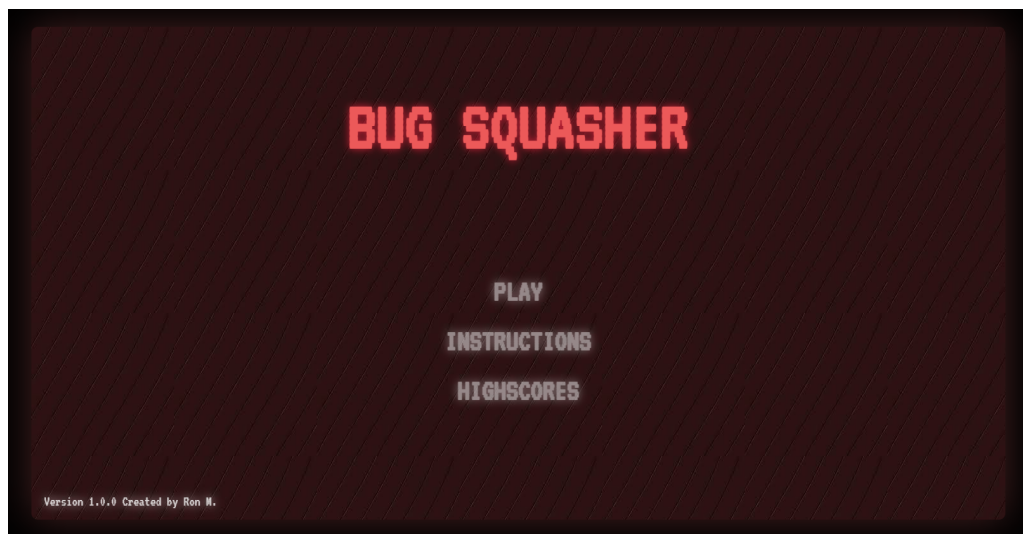 BUG SQUASHER
PLAY
INSTRUCTIONS
HIGHSCORES
Version 1.0.0 Created by Ron M.